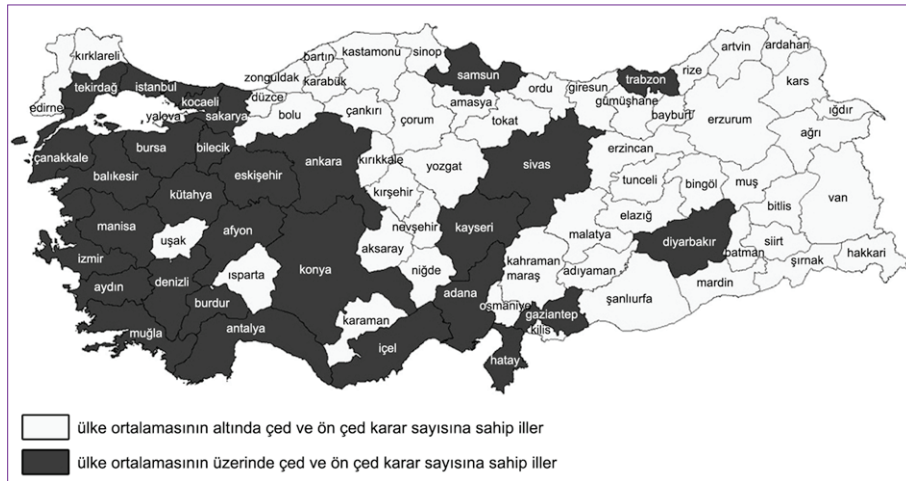 kırklareli
edirne
tekirdağ
istanbul
kocaeli
yalova
sakarya
düzce
zonguldak
bartın
karabük
kastamonu
sinop
bolu
çankırı
samsun
amasya
çorum
tokat
ordu
giresun
trabzon
gümüşhane
rize
bayburt
artvin
ardahan
kars
ığdır
ağrı
erzurum
erzincan
çanakkale
balıkesir
bursa
bilecik
kütahya
eskişehir
ankara
kırıkkale
kırşehir
yozgat
sivas
tunceli
bingöl
muş
bitlis
van
manisa
uşak
afyon
izmir
aydın
denizli
ısparta
burdur
muğla
antalya
konya
aksaray
nevşehir
niğde
kayseri
karaman
içel
adana
kahraman
maraş
osmaniye
malatya
elazığ
adıyaman
gaziantep
kilis
hatay
şanlıurfa
diyarbakır
batman
mardin
siirt
şırnak
hakkari
ülke ortalamasının altında çed ve ön çed karar sayısına sahip iller
ülke ortalamasının üzerinde çed ve ön çed karar sayısına sahip iller